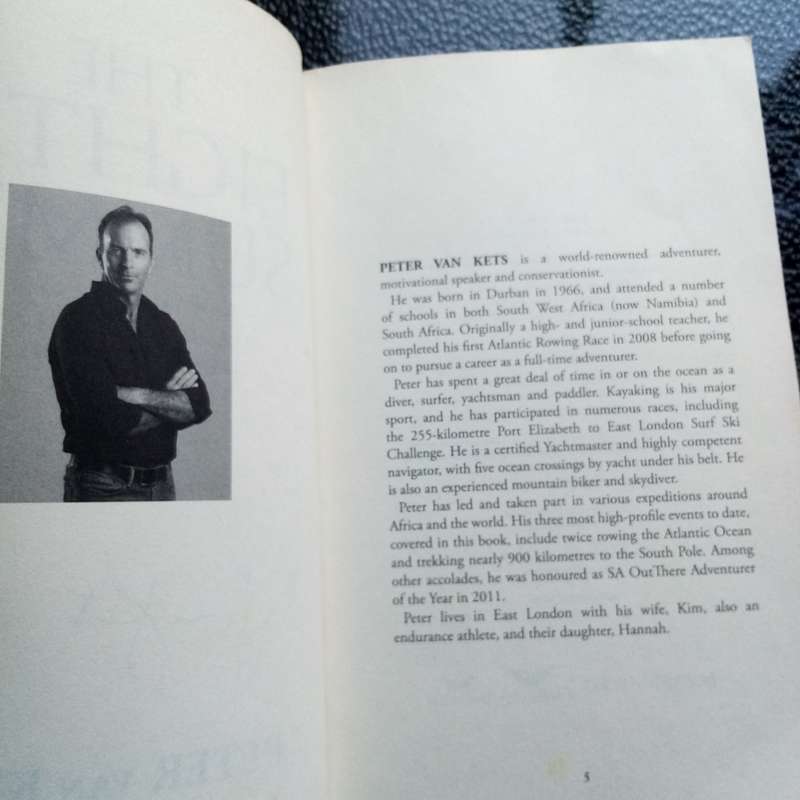 PETER VAN KETS is a world-renowned adventurer,
motivational speaker and conservationist.
He was born in Durban in 1966, and attended a number
of schools in both South West Africa (now Namibia) and
South Africa. Originally a high- and junior-school teacher, he
completed his first Atlantic Rowing Race in 2008 before going
on to pursue a career as a full-time adventurer.
Peter has spent a great deal of time in or on the ocean as a
diver, surfer, yachtsman and paddler. Kayaking is his major
sport, and he has participated in numerous races, including
the 255-kilometre Port Elizabeth to East London Surf Ski
Challenge. He is a certified Yachtmaster and highly competent
navigator, with five ocean crossings by yacht under his belt. He
is also an experienced mountain biker and skydiver.
Peter has led and taken part in various expeditions around
Africa and the world. His three most high-profile events to date,
covered in this book, include twice rowing the Atlantic Ocean
and trekking nearly 900 kilometres to the South Pole. Among
other accolades, he was honoured as SA OutThere Adventurer
of the Year in 2011.
Peter lives in East London with his wife, Kim, also an
endurance athlete, and their daughter, Hannah.
5